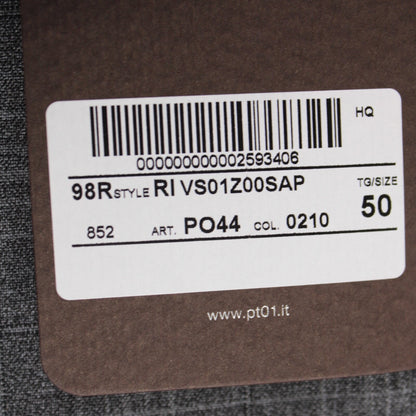 HQ
000000000002593406
98R STYLE RI VS01Z00SAP TG/SIZE
50
852 ART. PO44 COL. 0210
www.pt01.it